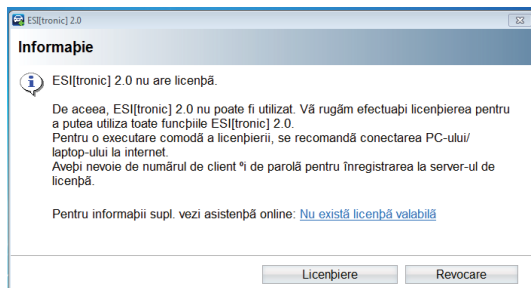 ESI[tronic] 2.0
Informaþie
ESI[tronic] 2.0 nu are licenþã.
De aceea, ESI[tronic] 2.0 nu poate fi utilizat. Vã rugãm efectuaþi licenþierea pentru
a putea utiliza toate funcþiile ESI[tronic] 2.0.
Pentru o executare comodã a licenþierii, se recomandã conectarea PC-ului/
laptop-ului la internet.
Aveþi nevoie de numãrul de client ºi de parolã pentru înregistrarea la server-ul de
licenþã.
Pentru informaþii supl. vezi asistenþã online: Nu existã licenþã valabilã
Licenþiere Revocare